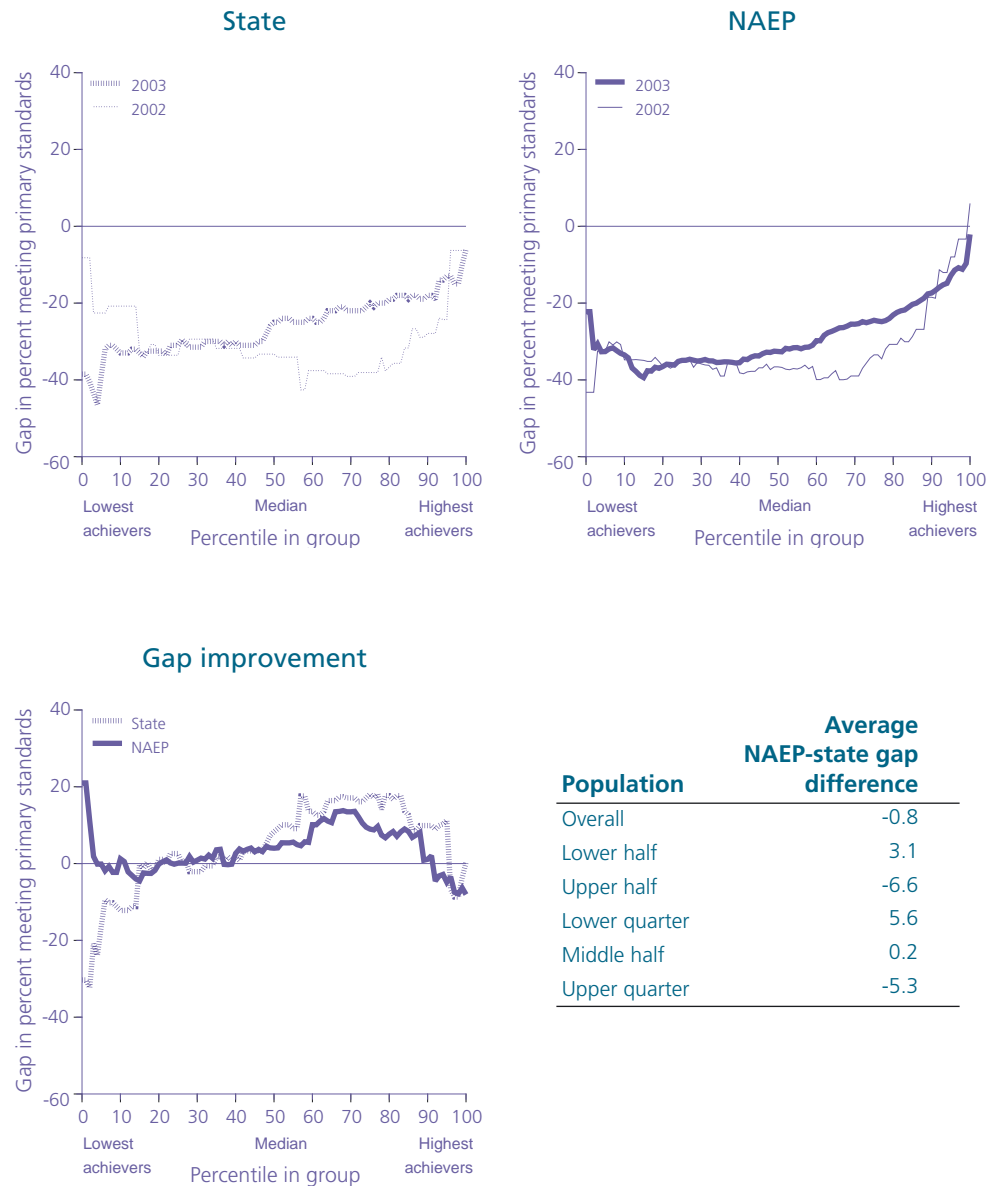 State
NAEP
Gap in percent meeting primary standards
40
20
0
-20
-40
-60
2003
2002
0 10 20 30 40 50 60 70 80 90 100
Lowest achievers
Median
Highest achievers
Percentile in group
Gap in percent meeting primary standards
40
20
0
-20
-40
-60
2003
2002
0 10 20 30 40 50 60 70 80 90 100
Lowest achievers
Median
Highest achievers
Percentile in group
Gap improvement
Gap in percent meeting primary standards
40
20
0
-20
-40
-60
State
NAEP
0 10 20 30 40 50 60 70 80 90 100
Lowest achievers
Median
Highest achievers
Percentile in group
Average
NAEP-state gap
Population difference
Overall -0.8
Lower half 3.1
Upper half -6.6
Lower quarter 5.6
Middle half 0.2
Upper quarter -5.3